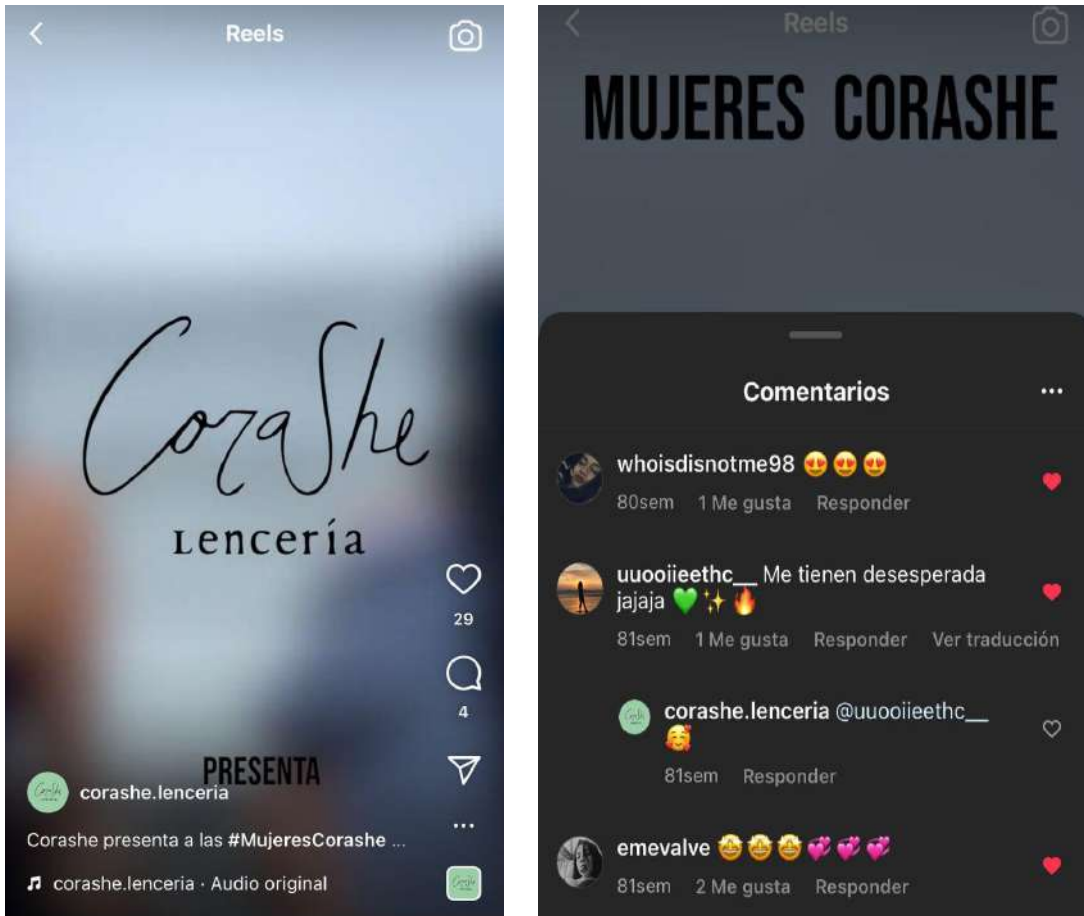 Reels
CoraShe
Lencería
29
4
PRESENTA
corashe.lenceria
Corashe presenta a las #MujeresCorashe ...
corashe.lenceria · Audio original
Reels
MUJERES CORASHE
Comentarios
whoisdisnotme98 😍😍😍
80sem 1 Me gusta Responder
uuooiieethc__ Me tienen desesperada
jajaja 💚✨🔥
81sem 1 Me gusta Responder Ver traducción
corashe.lenceria @uuooiieethc__
🥰
81sem Responder
emevalve 🤩🤩🤩💞💞💞
81sem 2 Me gusta Responder